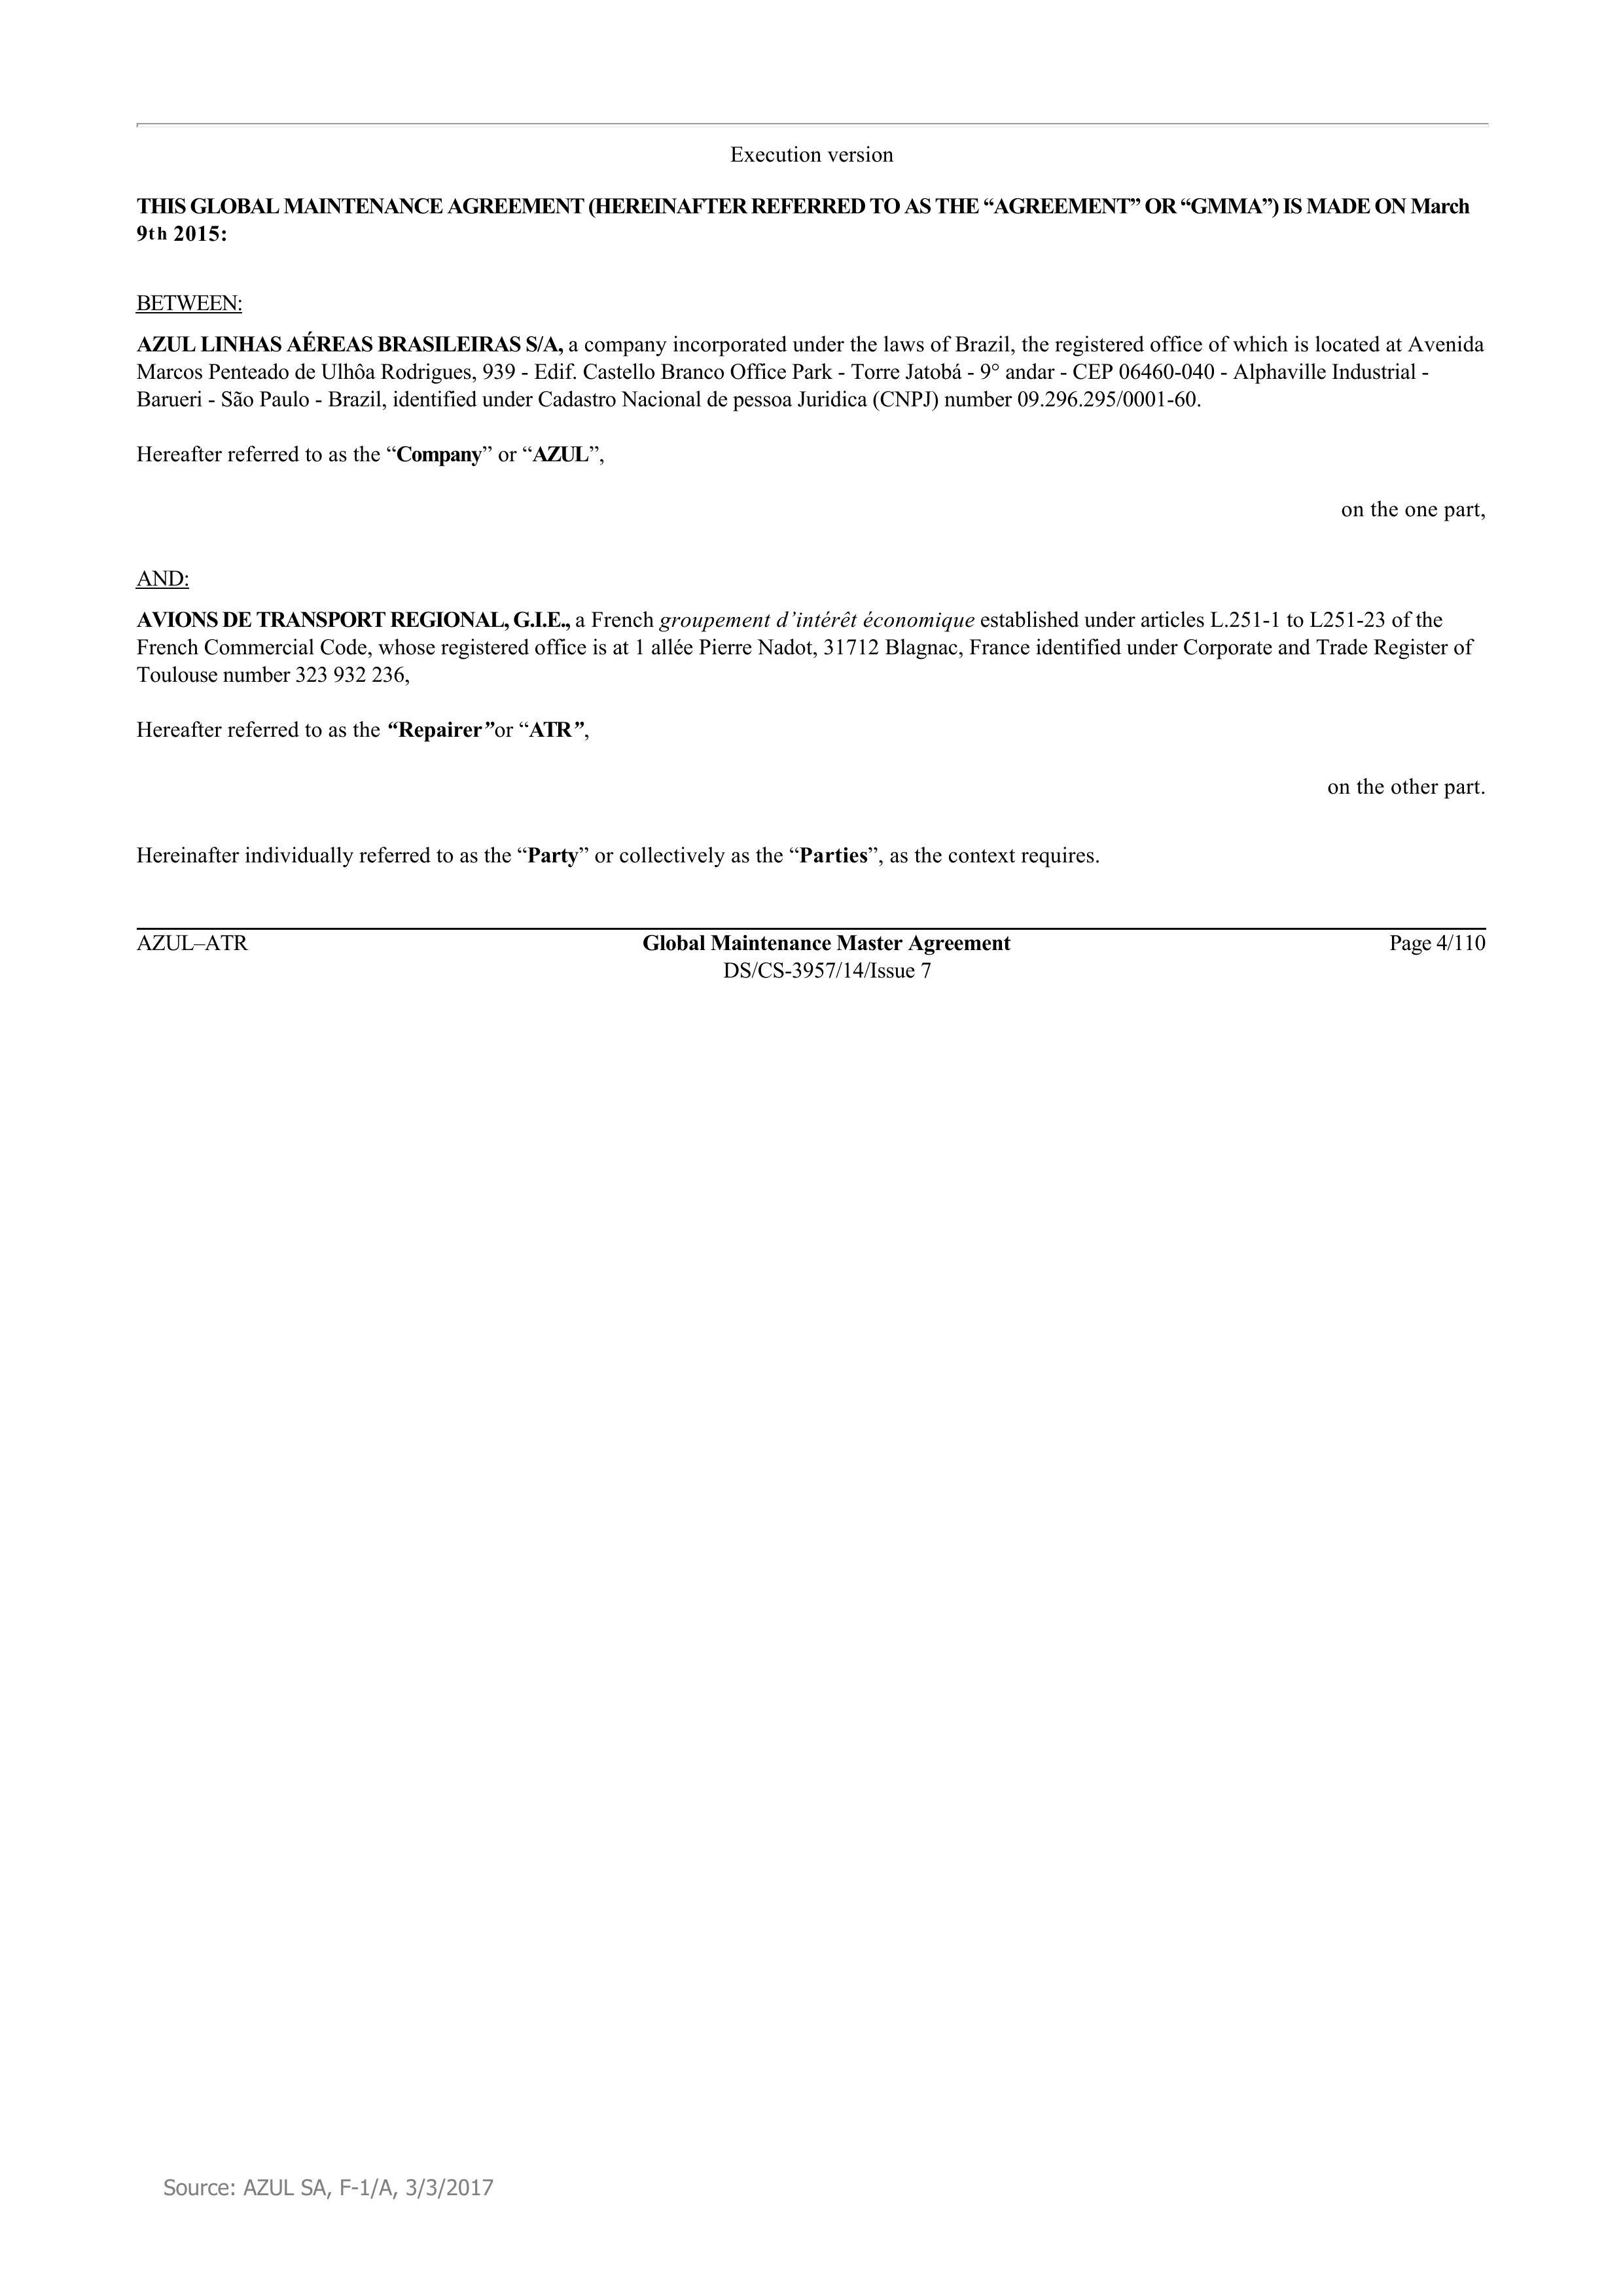 Execution version
THIS GLOBAL MAINTENANCE AGREEMENT (HEREINAFTER REFERRED TO AS THE “AGREEMENT” OR “GMMA”) IS MADE ON March
9th 2015:
BETWEEN:
AZUL LINHAS AÉREAS BRASILEIRAS S/A, a company incorporated under the laws of Brazil, the registered office of which is located at Avenida
Marcos Penteado de Ulhôa Rodrigues, 939 - Edif. Castello Branco Office Park - Torre Jatobá - 9° andar - CEP 06460-040 - Alphaville Industrial -
Barueri - São Paulo - Brazil, identified under Cadastro Nacional de pessoa Juridica (CNPJ) number 09.296.295/0001-60.
Hereafter referred to as the “Company” or “AZUL”,
on the one part,
AND:
AVIONS DE TRANSPORT REGIONAL, G.I.E., a French groupement d’intérêt économique established under articles L.251-1 to L251-23 of the
French Commercial Code, whose registered office is at 1 allée Pierre Nadot, 31712 Blagnac, France identified under Corporate and Trade Register of
Toulouse number 323 932 236,
Hereafter referred to as the “Repairer”or “ATR”,
on the other part.
Hereinafter individually referred to as the “Party” or collectively as the “Parties”, as the context requires.
AZUL–ATR Global Maintenance Master Agreement Page 4/110
DS/CS-3957/14/Issue 7
Source: AZUL SA, F-1/A, 3/3/2017